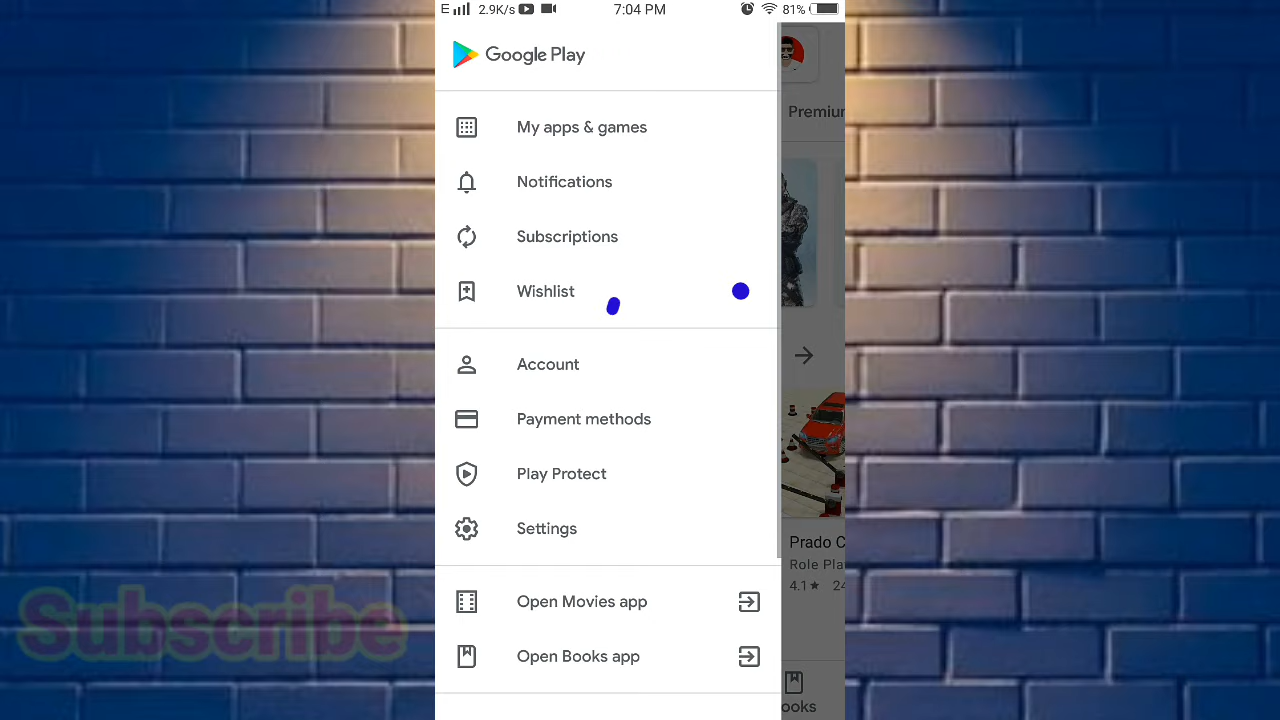 E 2.9K/s 7:04 PM 81%
Google Play
Premiu
My apps & games
Notifications
Subscriptions
Wishlist
Account
Payment methods
Play Protect
Settings
Prado C
Role Pla
4.1★ 24
Open Movies app
Open Books app
ooks
Subscribe